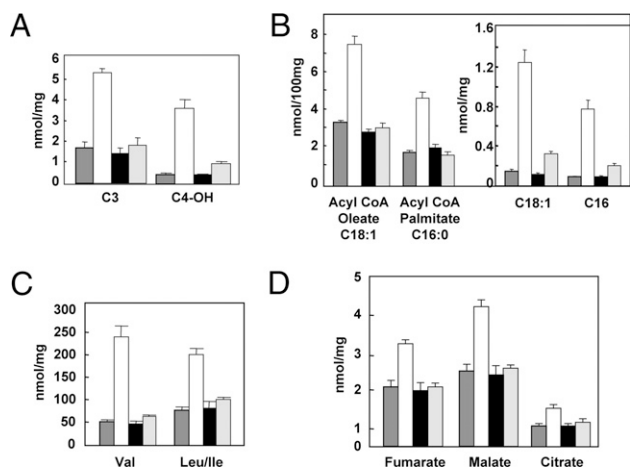 A
nmol/mg
6
5
4
3
2
1
0
C3 C4-OH
B
nmol/100mg
8
6
4
2
0
Acyl CoA Acyl CoA
Oleate Palmitate
C18:1 C16:0
nmol/mg
1.6
1.2
0.8
0.4
0
C18:1 C16
C
nmol/mg
300
250
200
150
100
50
0
Val Leu/Ile
D
nmol/mg
5
4
3
2
1
Fumarate Malate Citrate